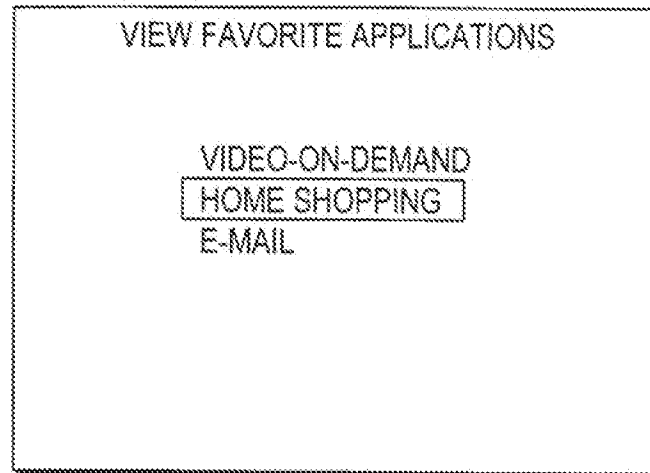 VIEW FAVORITE APPLICATIONS
VIDEO-ON-DEMAND
HOME SHOPPING
E-MAIL